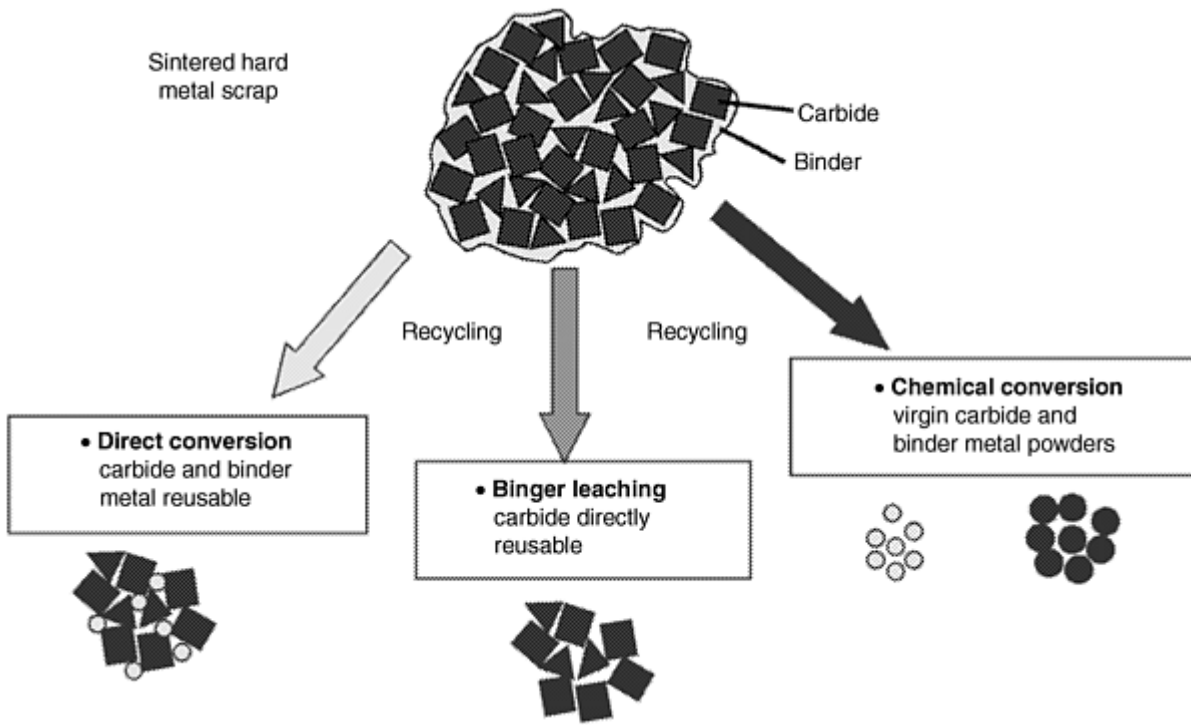 Sintered hard
metal scrap
Carbide
Binder
Recycling
Recycling
• Direct conversion
carbide and binder
metal reusable
• Binger leaching
carbide directly
reusable
• Chemical conversion
virgin carbide and
binder metal powders